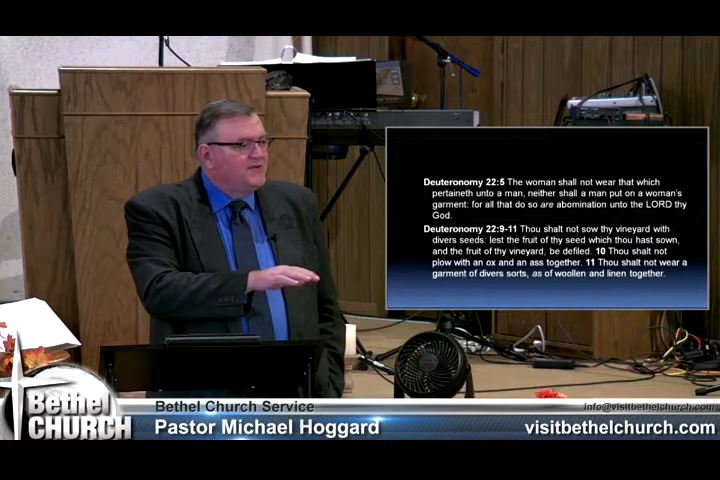 Deuteronomy 22:5 The woman shall not wear that which
pertaineth unto a man, neither shall a man put on a woman's
garment: for all that do so are abomination unto the LORD thy
God.
Deuteronomy 22:9-11 Thou shalt not sow thy vineyard with
divers seeds: lest the fruit of thy seed which thou hast sown,
and the fruit of thy vineyard, be defiled. 10 Thou shalt not
plow with an ox and an ass together. 11 Thou shalt not wear a
garment of divers sorts, as of woollen and linen together.
Bethel
CHURCH
Bethel Church Service
info@visitbethelchurch.com
Pastor Michael Hoggard
visitbethelchurch.com